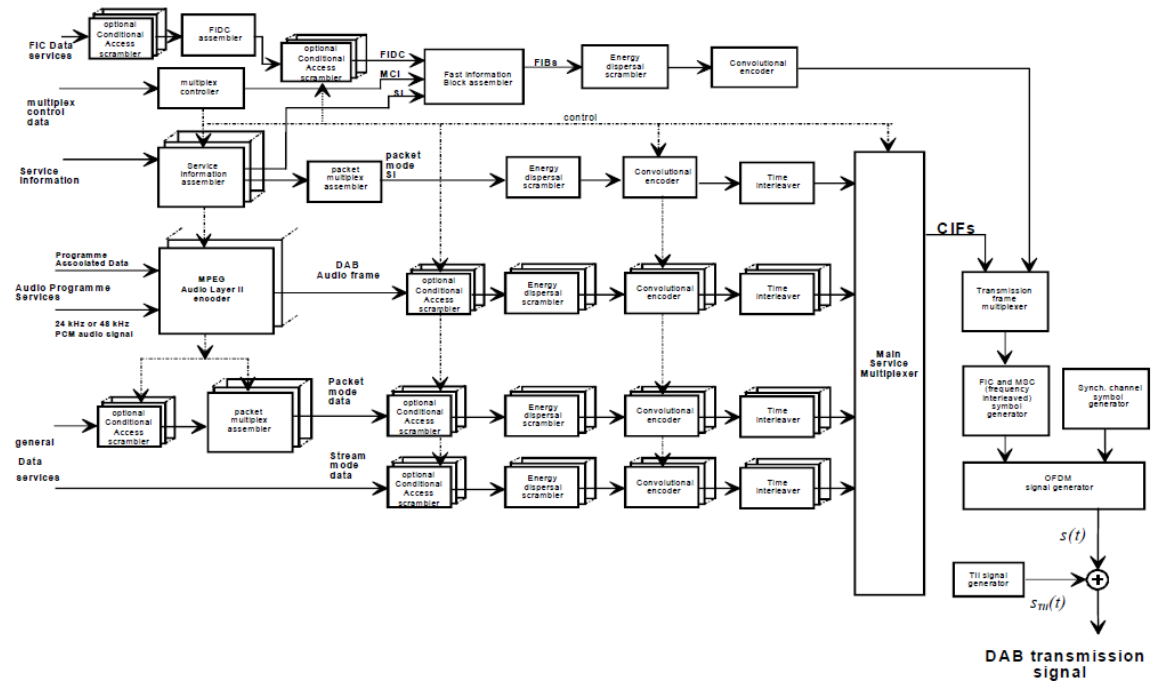 optional
Conditional
Access
scrambler
FIDC
assembler
FIC Data
services
optional
Conditional
Access
scrambler
FIDC
MCI
SI
Fast Information
Block assembler
FIBs
Energy
dispersal
scrambler
Convolutional
encoder
multiplex
controller
multiplex
control
data
control
Service
Information
Service
Information
assembler
packet
multiplex
assembler
packet
mode
SI
Energy
dispersal
scrambler
Convolutional
encoder
Time
Interleaver
CIFs
Programme
Associated Data
Audio Programme
Services
24 kHz or 48 kHz
PCM audio signal
MPEG
Audio Layer II
encoder
DAB
Audio frame
optional
Conditional
Access
scrambler
Energy
dispersal
scrambler
Convolutional
encoder
Time
Interleaver
Transmission
frame
multiplexer
Main
Service
Multiplexer
general
Data
services
optional
Conditional
Access
scrambler
packet
multiplex
assembler
Packet
mode
data
optional
Conditional
Access
scrambler
Energy
dispersal
scrambler
Convolutional
encoder
Time
Interleaver
FIC and MSC
(frequency
interleaved)
symbol
generator
Synch. channel
symbol
generator
Stream
mode
data
optional
Conditional
Access
scrambler
Energy
dispersal
scrambler
Convolutional
encoder
Time
Interleaver
OFDM
signal generator
s(t)
TII signal
generator
+
sTII(t)
DAB transmission
signal